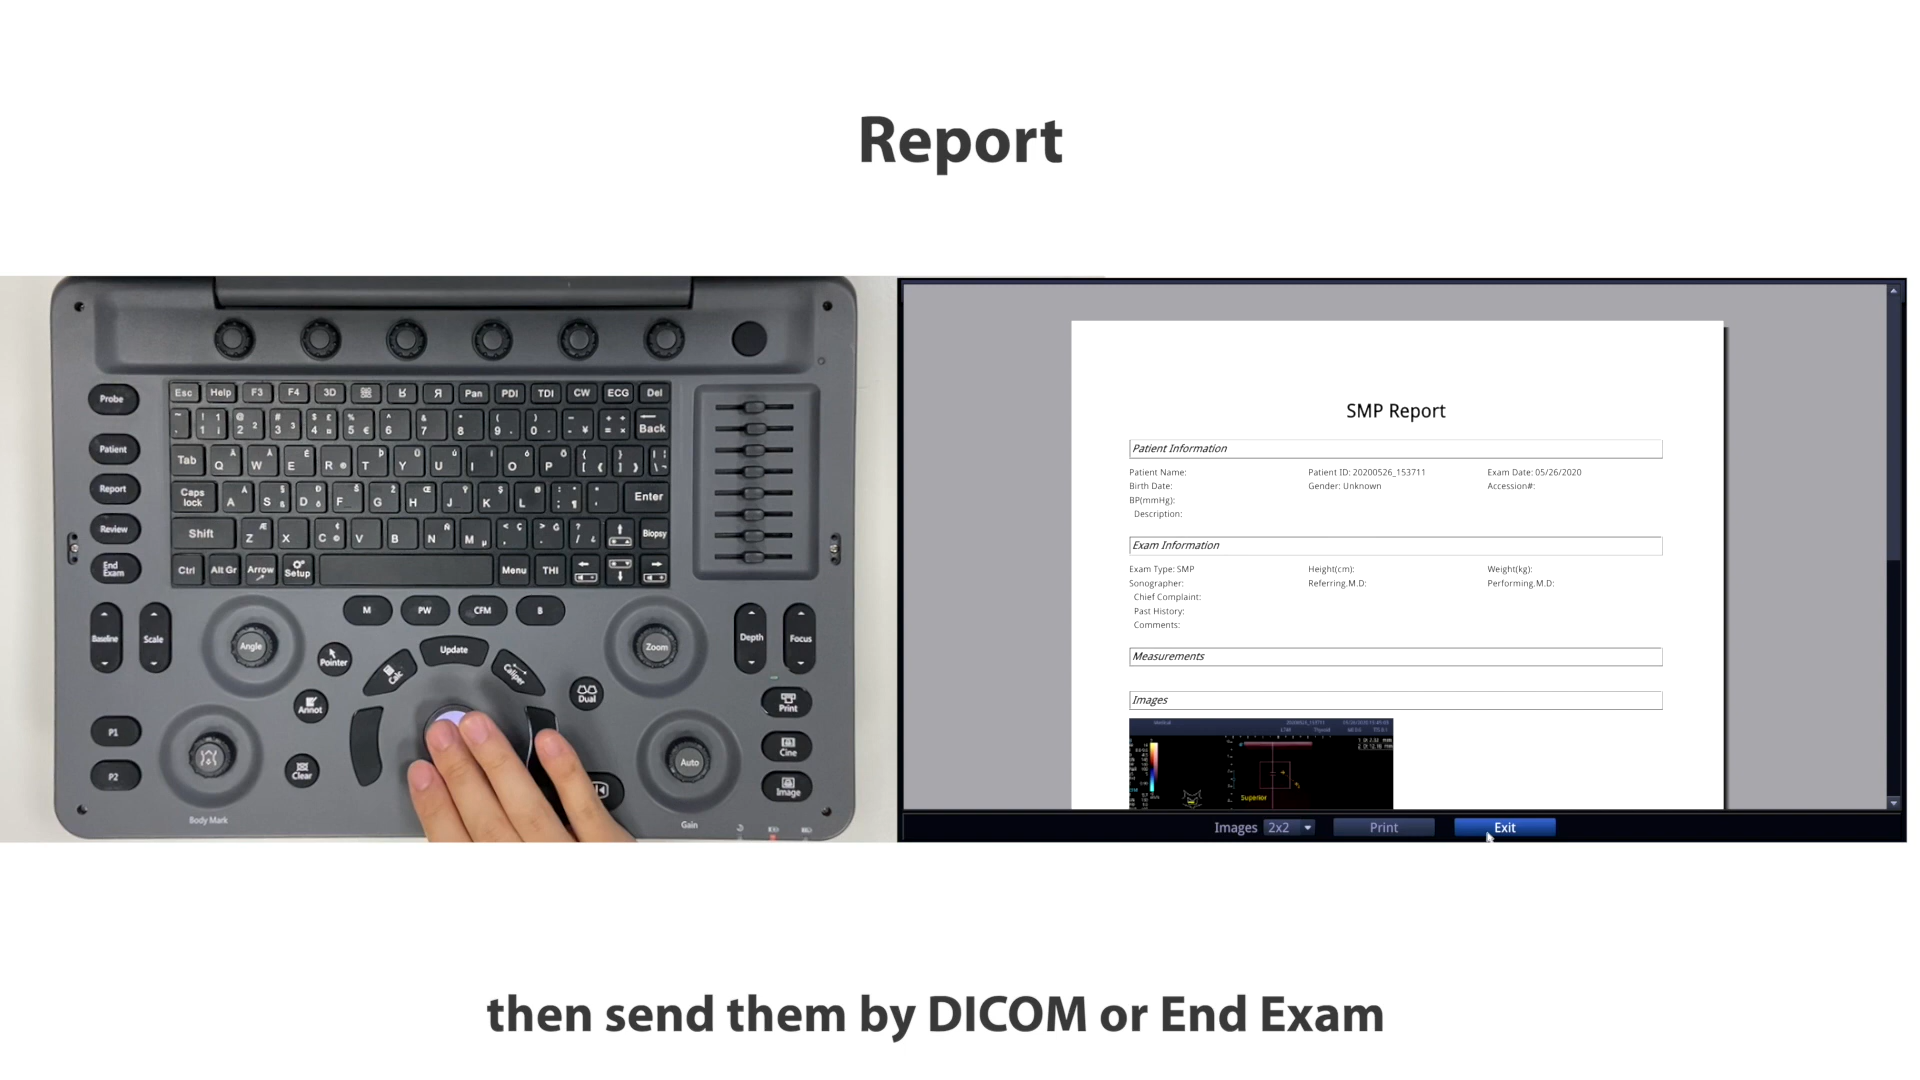 Report
Probe
Patient
Report
Review
End
Exam
Esc Help F3 F4 3D Pan PDI TDI CW ECG Del
Back
Tab Q W E R T Y U I O P
Caps
lock A S D F G H J K L Enter
Shift Z X C V B N M Biopsy
Ctrl Alt Gr Arrow Setup Menu THI
M PW CFM B
Baseline Scale Angle Zoom Depth Focus
Update
Pointer
Calc Caliper
Annot Dual Print
P1
Cine
Auto
P2 Clear Image
Body Mark Gain
SMP Report
Patient Information
Patient Name: Patient ID: 20200526_153711 Exam Date: 05/26/2020
Birth Date: Gender: Unknown Accession#:
BP(mmHg):
Description:
Exam Information
Exam Type: SMP Height(cm): Weight(kg):
Sonographer: Referring.M.D: Performing.M.D:
Chief Complaint:
Past History:
Comments:
Measurements
Images
Superior
Images 2x2 Print Exit
then send them by DICOM or End Exam